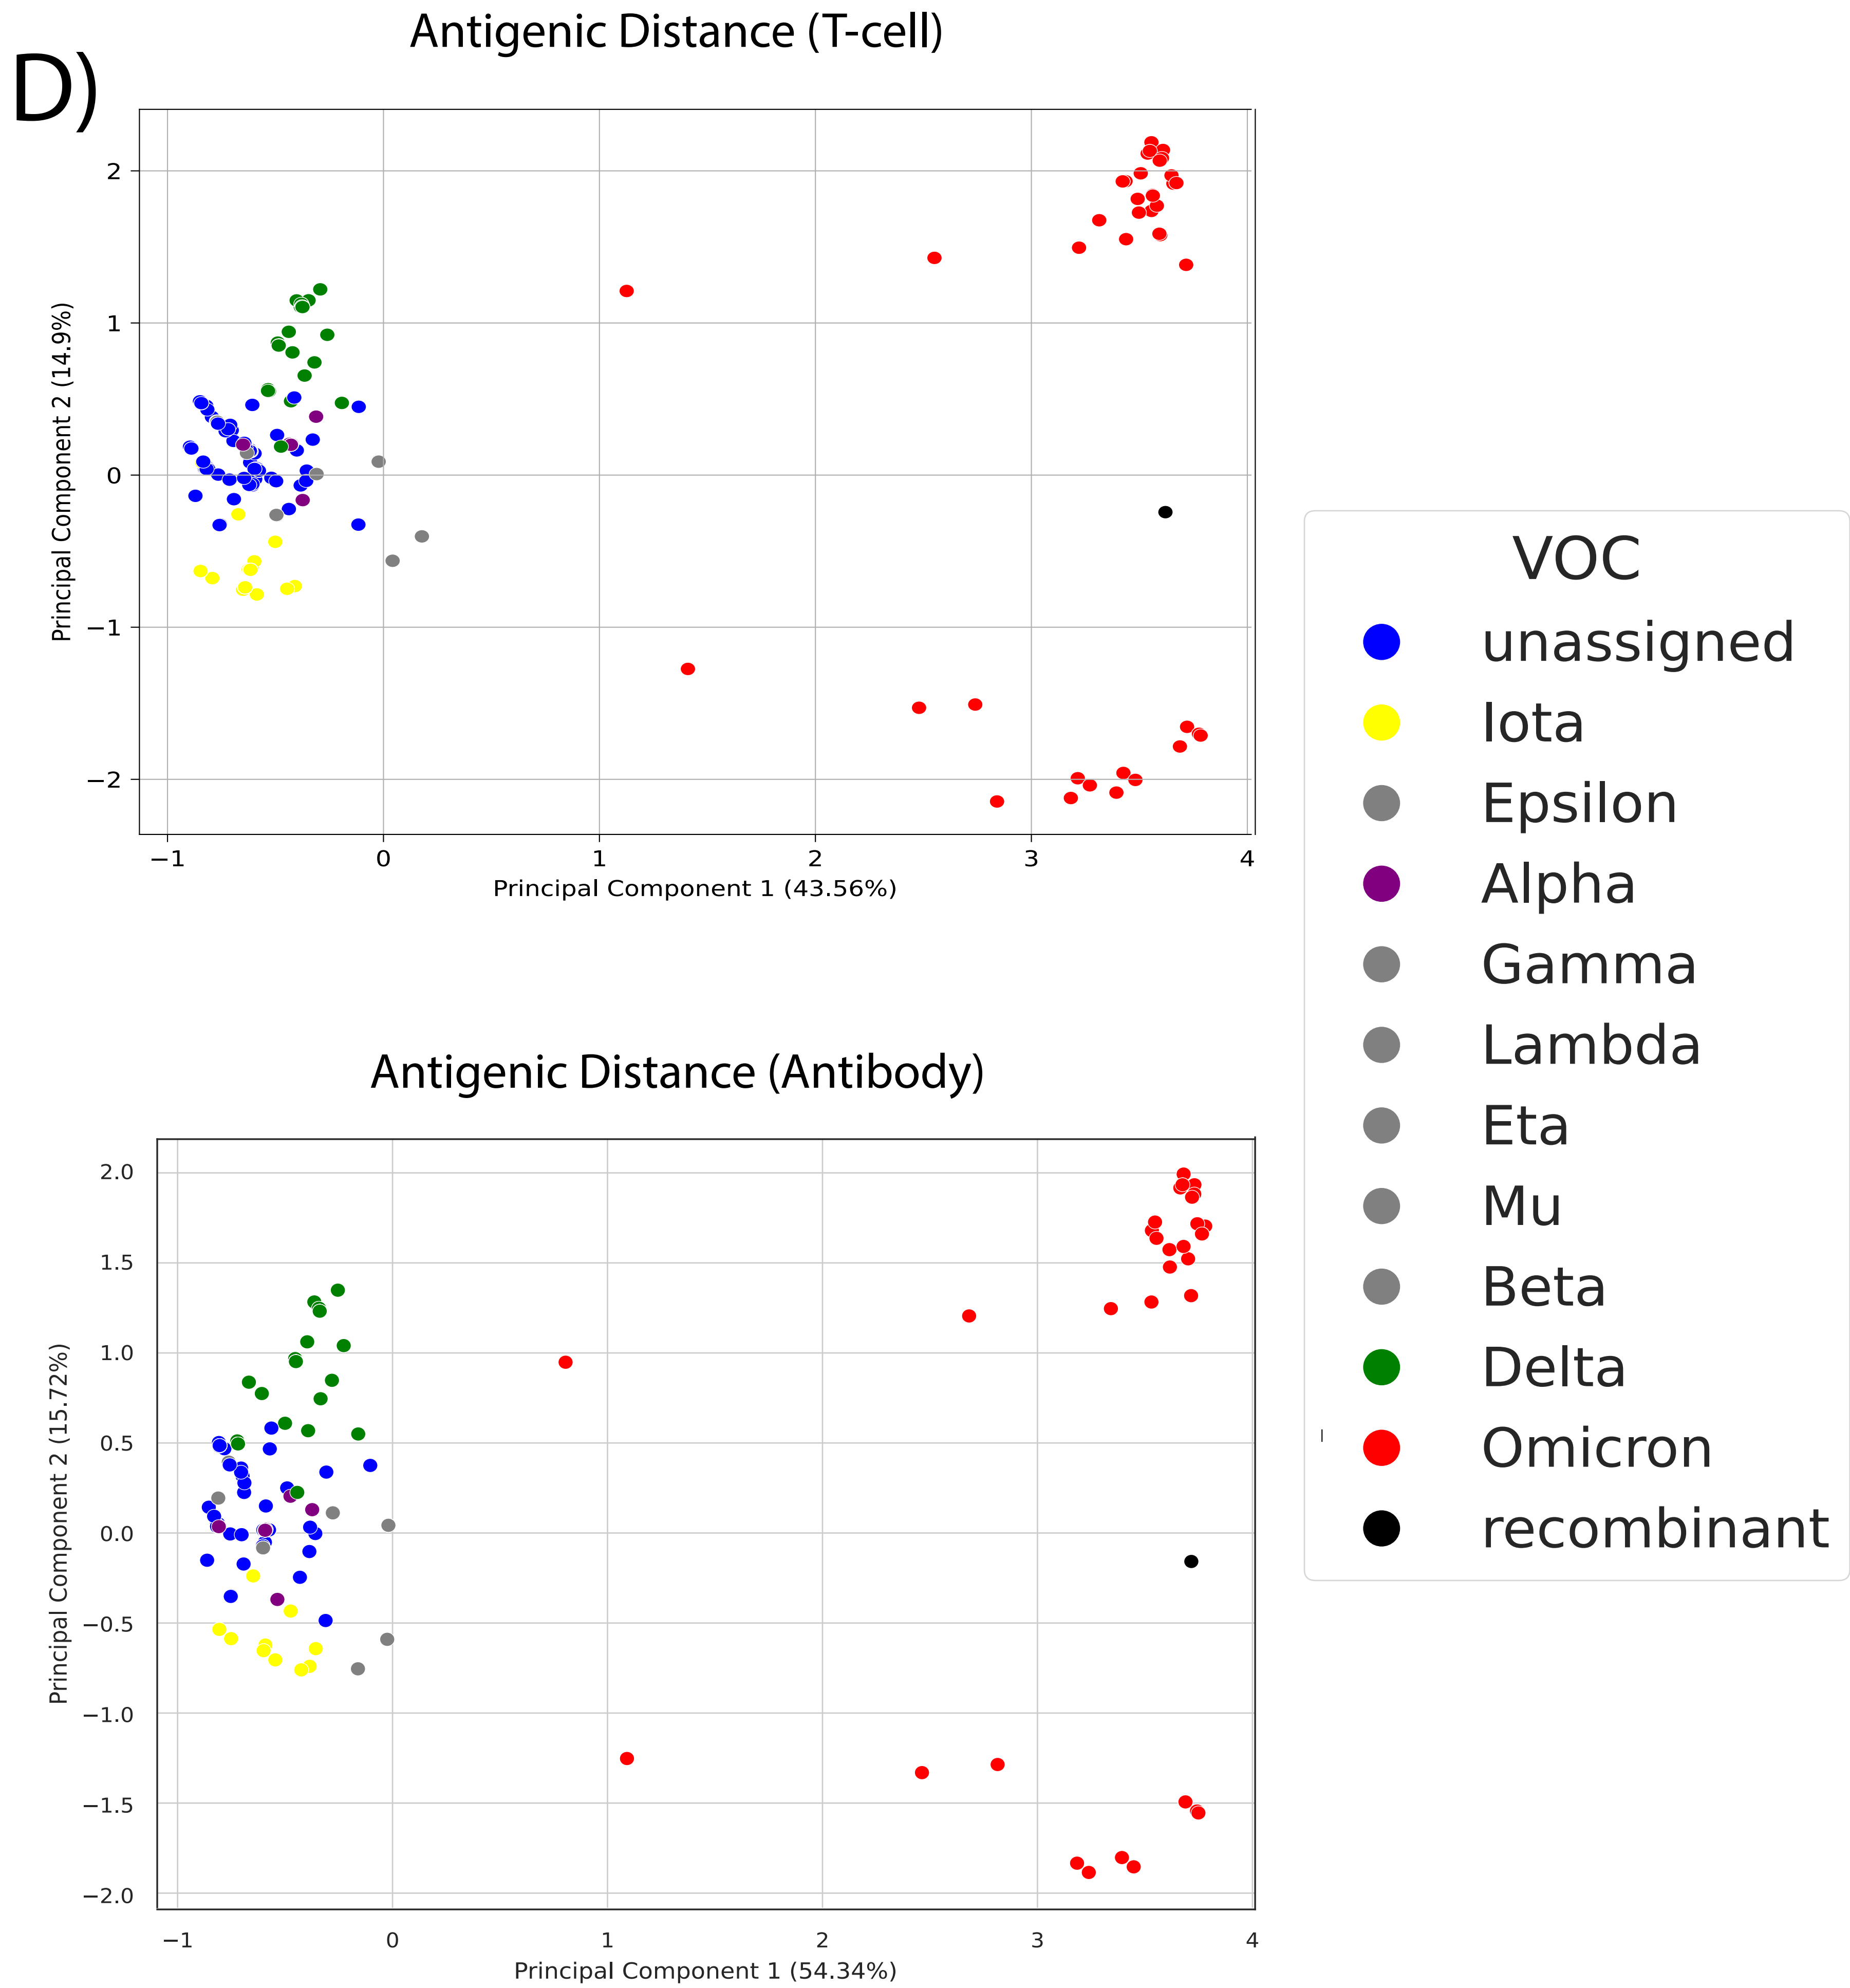 Antigenic Distance (T-cell)
D)
2
1
0
−1
−2
Principal Component 2 (14.9%)
−1 0 1 2 3 4
Principal Component 1 (43.56%)
VOC
unassigned
Iota
Epsilon
Alpha
Gamma
Lambda
Eta
Mu
Beta
Delta
Omicron
recombinant
Antigenic Distance (Antibody)
2.0
1.5
1.0
0.5
0.0
−0.5
−1.0
−1.5
−2.0
Principal Component 2 (15.72%)
−1 0 1 2 3 4
Principal Component 1 (54.34%)